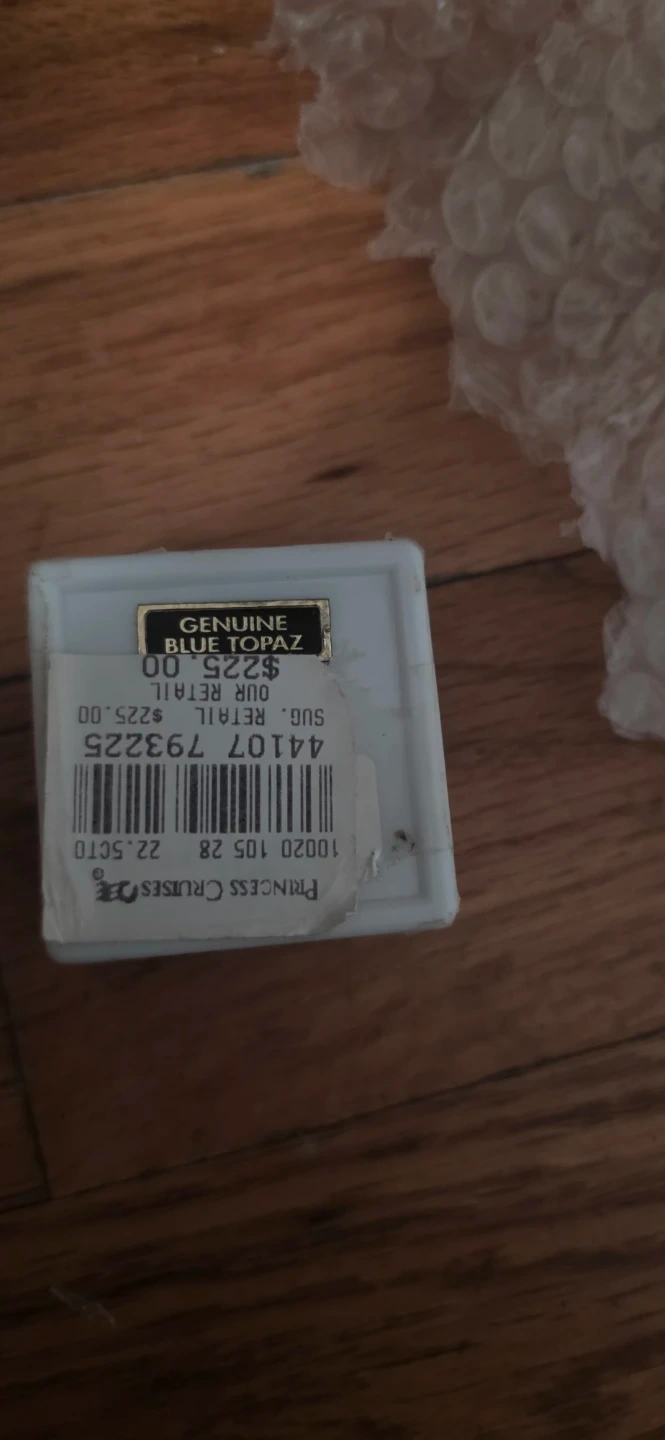 GENUINE
BLUE TOPAZ
PRINCESS CRUISES®
10020 105 28 22.5CTO
44107 793225
SUG. RETAIL $225.00
OUR RETAIL
$225.00